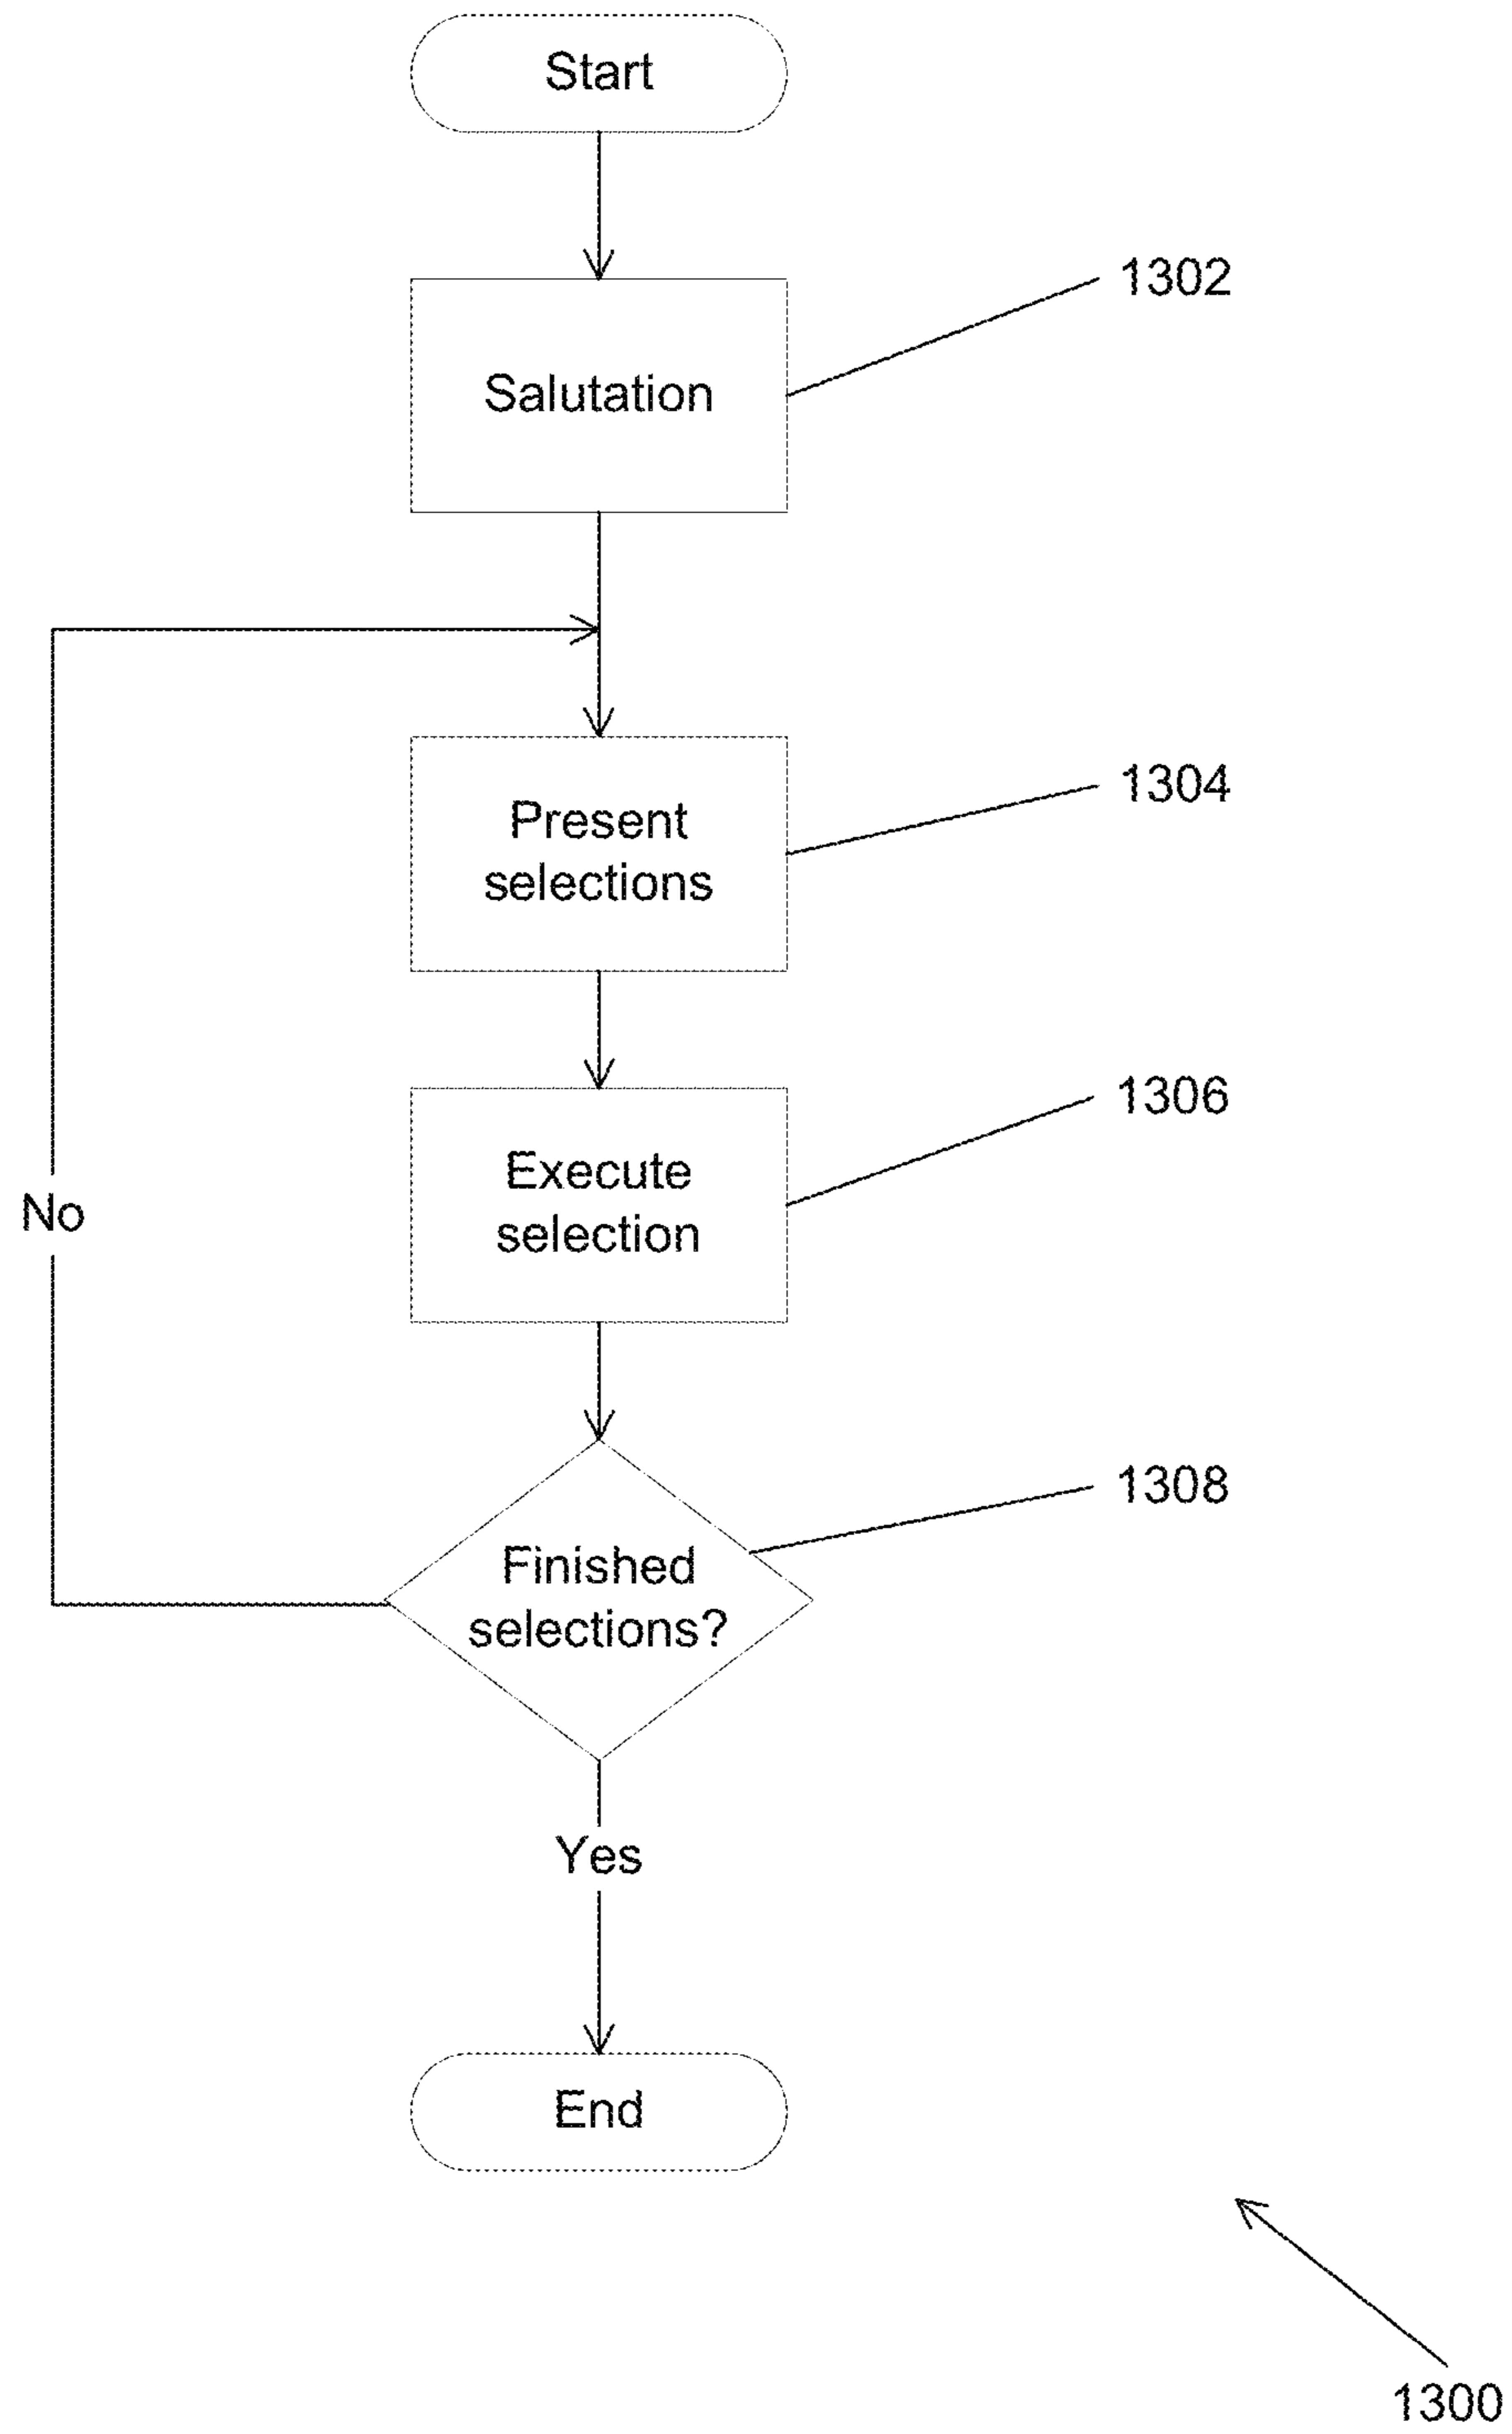 Start
1302
Salutation
1304
Present
selections
1306
Execute
selection
No
1308
Finished
selections?
Yes
End
1300